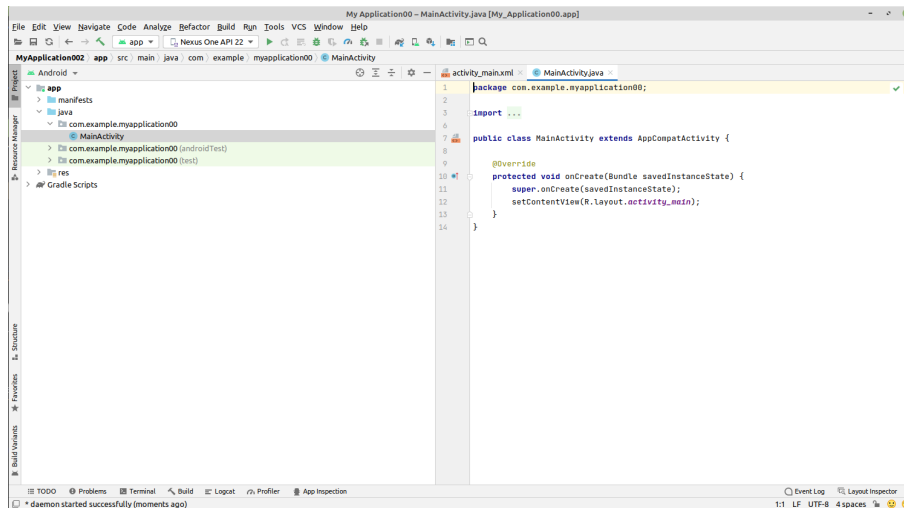 My Application00 – MainActivity.java [My_Application00.app]
File Edit View Navigate Code Analyze Refactor Build Run Tools VCS Window Help
app Nexus One API 22
MyApplication002 app src main java com example myapplication00 MainActivity
Project
Resource Manager
Structure
Favorites
Build Variants
Android
app
manifests
java
com.example.myapplication00
MainActivity
com.example.myapplication00 (androidTest)
com.example.myapplication00 (test)
res
Gradle Scripts
activity_main.xml MainActivity.java
1 package com.example.myapplication00;
2
3 import ...
6
7 public class MainActivity extends AppCompatActivity {
8
9 @Override
10 protected void onCreate(Bundle savedInstanceState) {
11 super.onCreate(savedInstanceState);
12 setContentView(R.layout.activity_main);
13 }
14 }
TODO Problems Terminal Build Logcat Profiler App Inspection Event Log Layout Inspector
* daemon started successfully (moments ago) 1:1 LF UTF-8 4 spaces